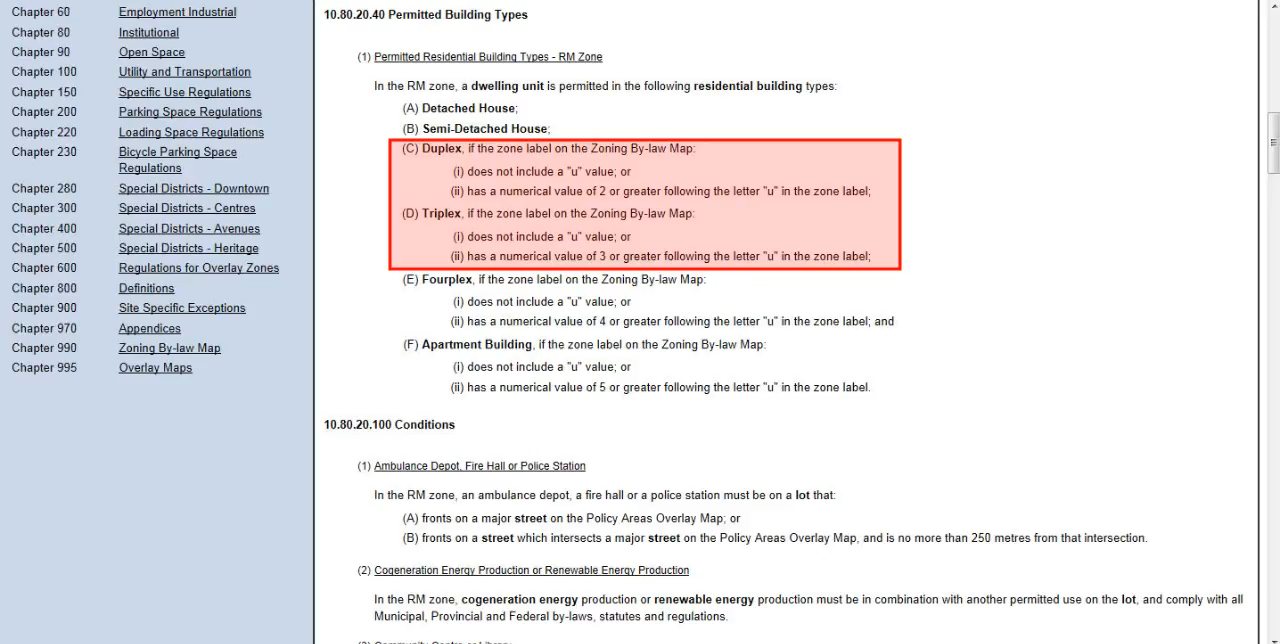 Chapter 60 Employment Industrial
Chapter 80 Institutional
Chapter 90 Open Space
Chapter 100 Utility and Transportation
Chapter 150 Specific Use Regulations
Chapter 200 Parking Space Regulations
Chapter 220 Loading Space Regulations
Chapter 230 Bicycle Parking Space
Regulations
Chapter 280 Special Districts - Downtown
Chapter 300 Special Districts - Centres
Chapter 400 Special Districts - Avenues
Chapter 500 Special Districts - Heritage
Chapter 600 Regulations for Overlay Zones
Chapter 800 Definitions
Chapter 900 Site Specific Exceptions
Chapter 970 Appendices
Chapter 990 Zoning By-law Map
Chapter 995 Overlay Maps
10.80.20.40 Permitted Building Types
(1) Permitted Residential Building Types - RM Zone
In the RM zone, a dwelling unit is permitted in the following residential building types:
(A) Detached House;
(B) Semi-Detached House;
(C) Duplex, if the zone label on the Zoning By-law Map:
(i) does not include a "u" value; or
(ii) has a numerical value of 2 or greater following the letter "u" in the zone label;
(D) Triplex, if the zone label on the Zoning By-law Map:
(i) does not include a "u" value; or
(ii) has a numerical value of 3 or greater following the letter "u" in the zone label;
(E) Fourplex, if the zone label on the Zoning By-law Map:
(i) does not include a "u" value; or
(ii) has a numerical value of 4 or greater following the letter "u" in the zone label; and
(F) Apartment Building, if the zone label on the Zoning By-law Map:
(i) does not include a "u" value; or
(ii) has a numerical value of 5 or greater following the letter "u" in the zone label.
10.80.20.100 Conditions
(1) Ambulance Depot, Fire Hall or Police Station
In the RM zone, an ambulance depot, a fire hall or a police station must be on a lot that:
(A) fronts on a major street on the Policy Areas Overlay Map; or
(B) fronts on a street which intersects a major street on the Policy Areas Overlay Map, and is no more than 250 metres from that intersection.
(2) Cogeneration Energy Production or Renewable Energy Production
In the RM zone, cogeneration energy production or renewable energy production must be in combination with another permitted use on the lot, and comply with all
Municipal, Provincial and Federal by-laws, statutes and regulations.